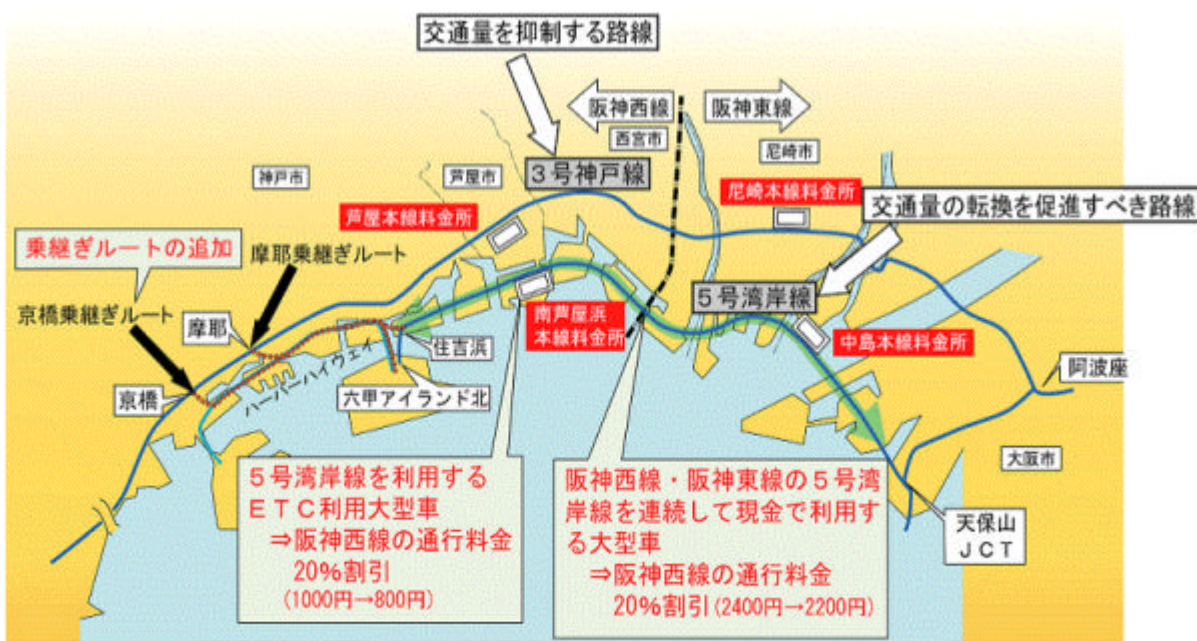 交通量を抑制する路線
阪神西線
阪神東線
西宮市
尼崎市
神戸市
芦屋市
3号神戸線
尼崎本線料金所
芦屋本線料金所
交通量の転換を促進すべき路線
乗継ぎルートの追加
摩耶乗継ぎルート
京橋乗継ぎルート
5号湾岸線
摩耶
南芦屋浜
本線料金所
中島本線料金所
住吉浜
ハーバーハイウェイ
京橋
六甲アイランド北
阿波座
大阪市
5号湾岸線を利用する
ETC利用大型車
⇒阪神西線の通行料金
20%割引
(1000円→800円)
阪神西線・阪神東線の5号湾
岸線を連続して現金で利用す
る大型車
⇒阪神西線の通行料金
20%割引(2400円→2200円)
天保山
JCT